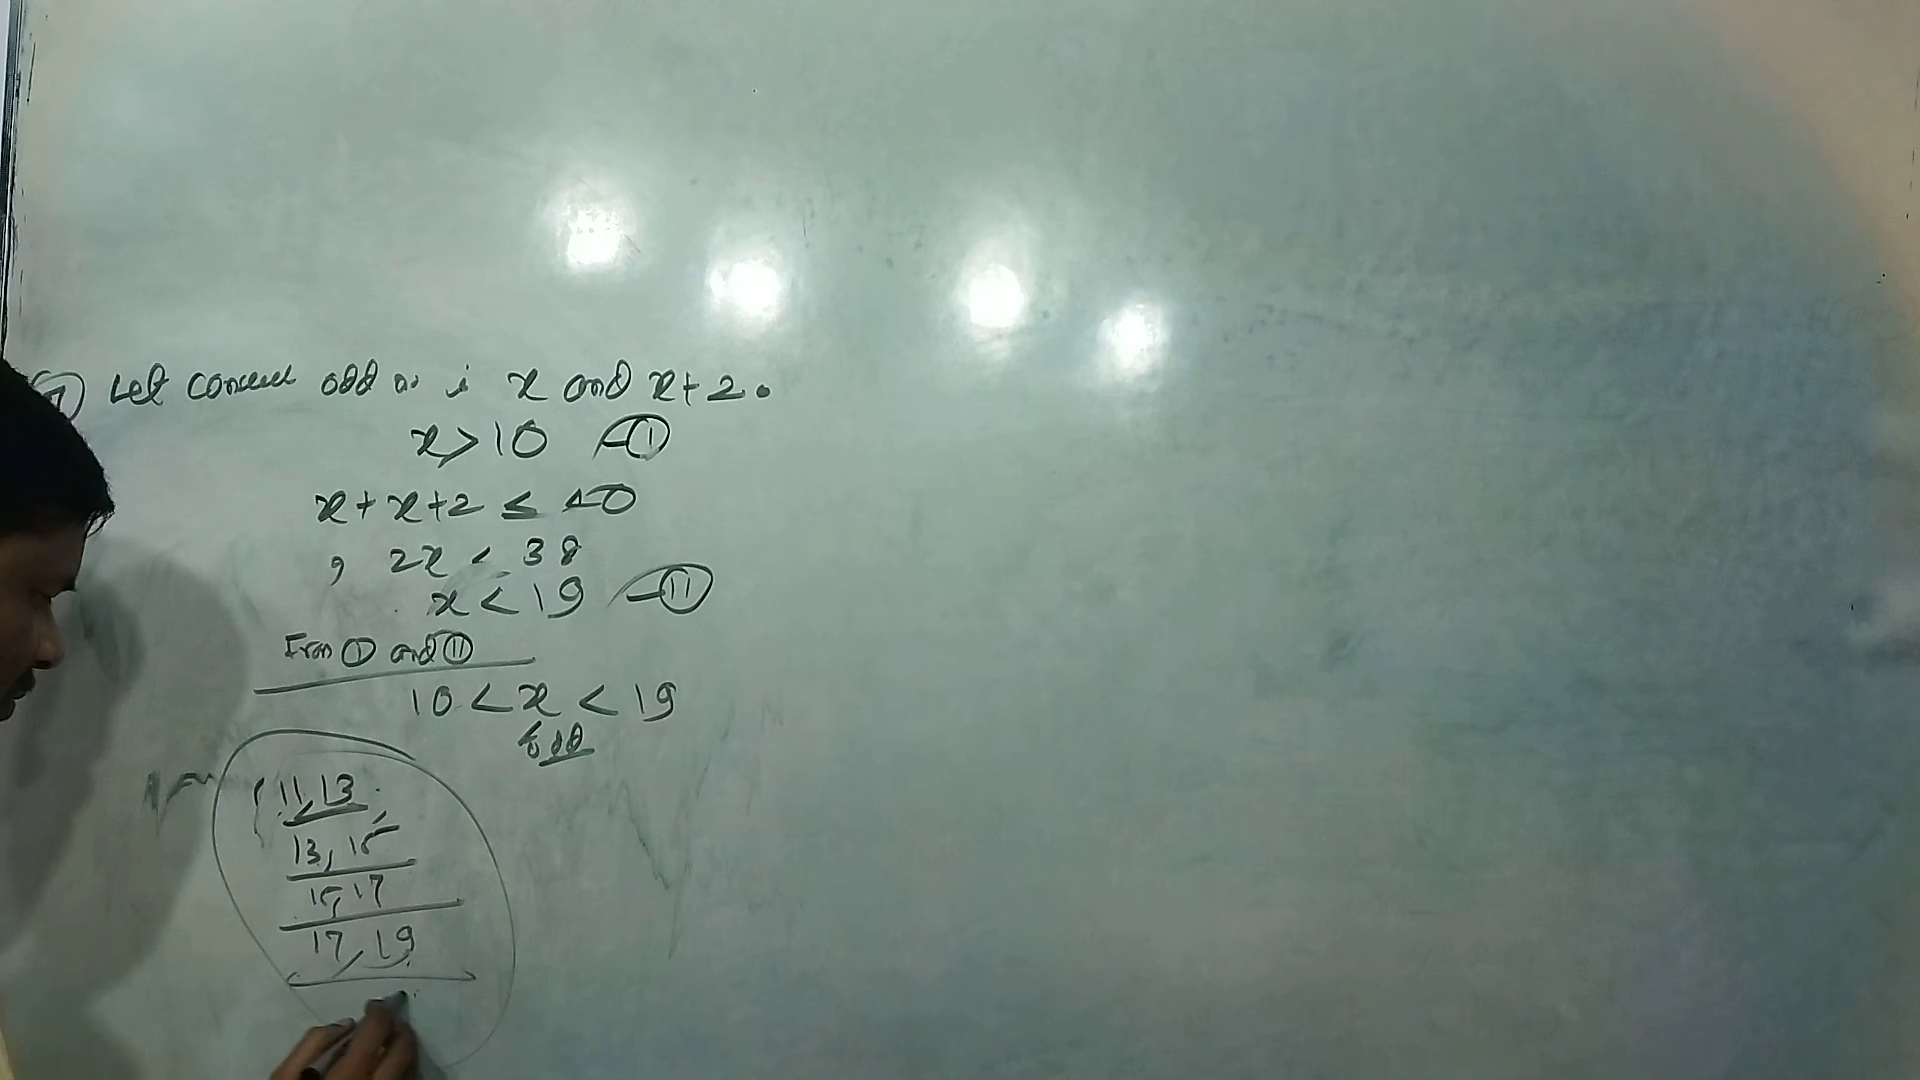 Let consecu odd no is x and x+2.
x > 10 —(I)
x + x + 2 ≤ 40
, 2x < 38
x < 19 —(II)
From (I) and (II)
10 < x < 19
odd
11, 13
13, 15
15, 17
17, 19